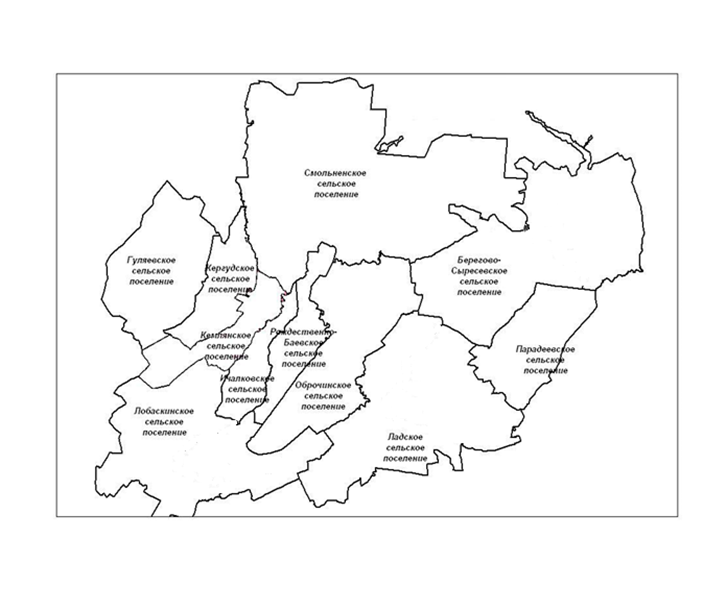 Смольненское
сельское
поселение
Гуляевское
сельское
поселение
Кергудское
сельское
поселение
Берегово-
Сыресевское
сельское
поселение
Кемлянское
сельское
поселение
Рождественно-
Баевское
сельское
поселение
Парадеевское
сельское
поселение
Ичалковское
сельское
поселение
Оброчинское
сельское
поселение
Лобаскинское
сельское
поселение
Ладское
сельское
поселение